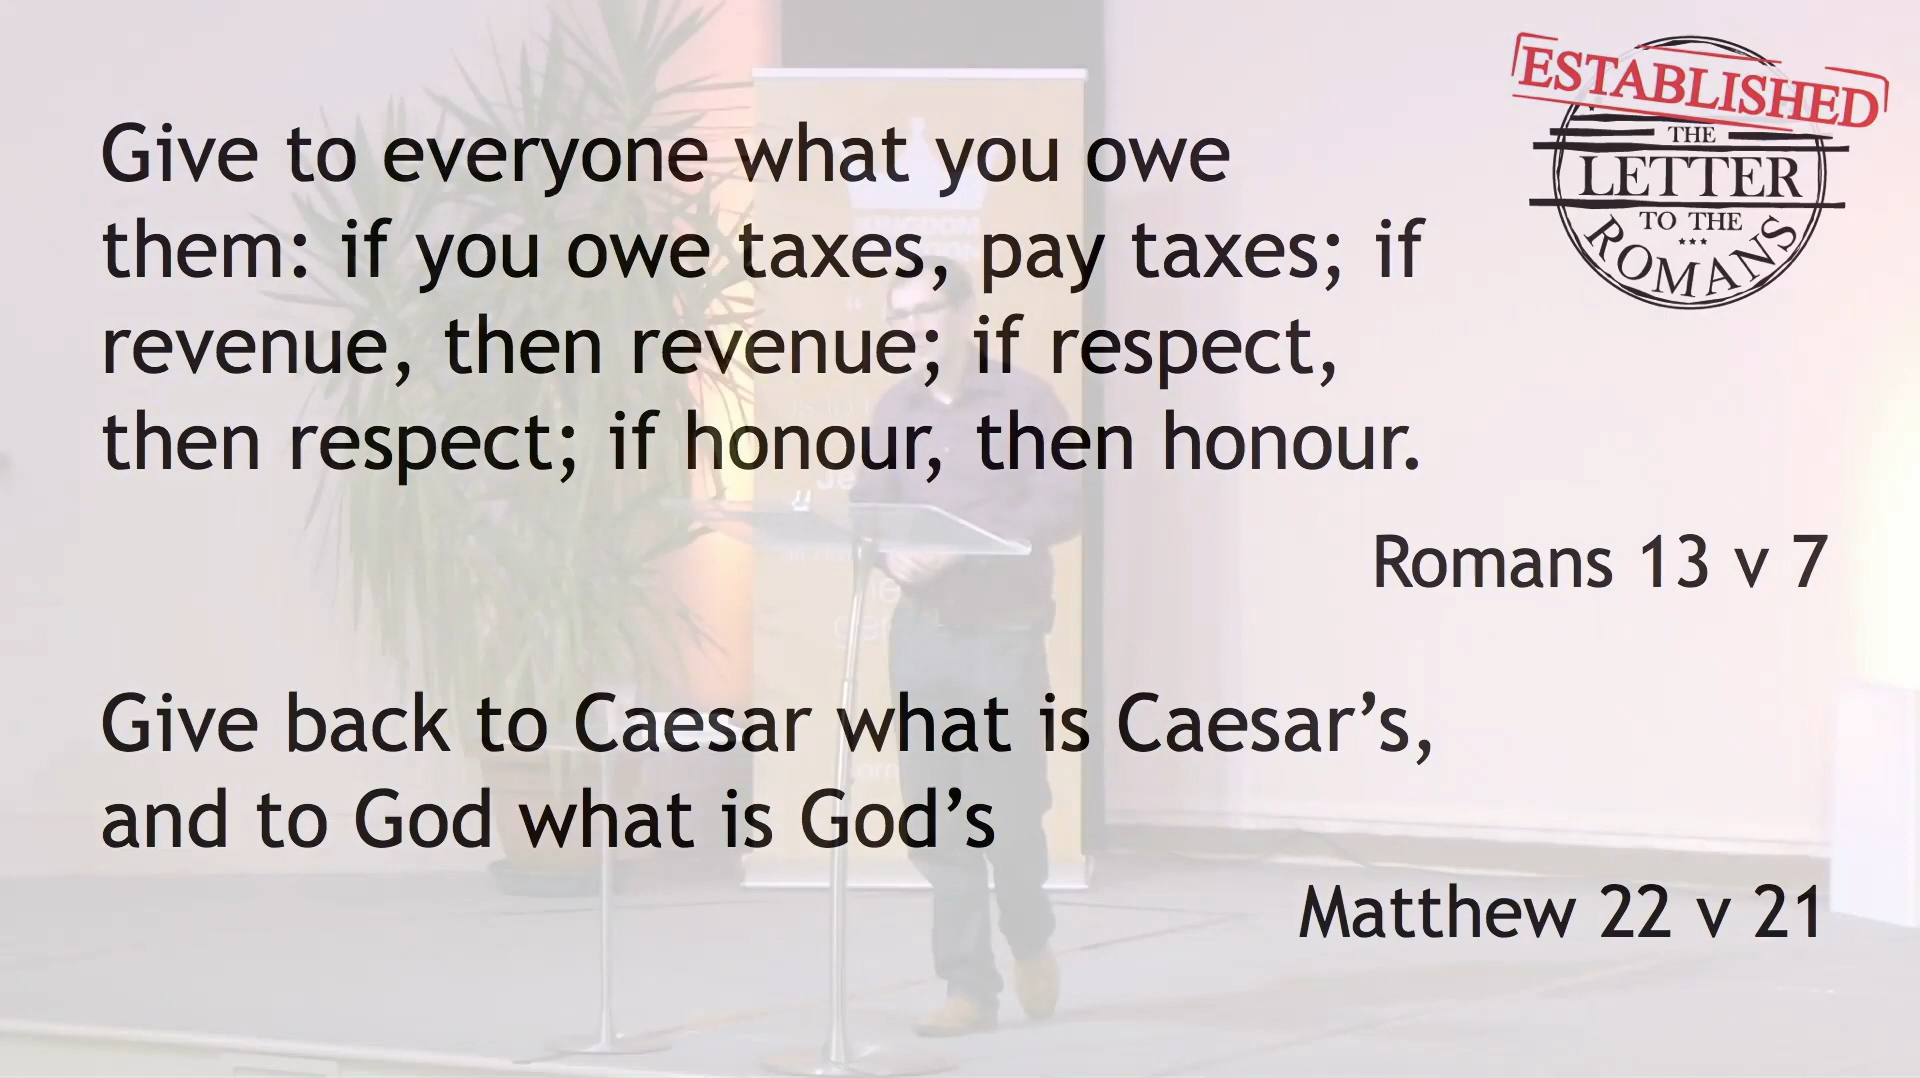 Give to everyone what you owe
them: if you owe taxes, pay taxes; if
revenue, then revenue; if respect,
then respect; if honour, then honour.
Romans 13 v 7
Give back to Caesar what is Caesar’s,
and to God what is God’s
Matthew 22 v 21
ESTABLISHED
THE
LETTER
TO THE
ROMANS
KINGDOM